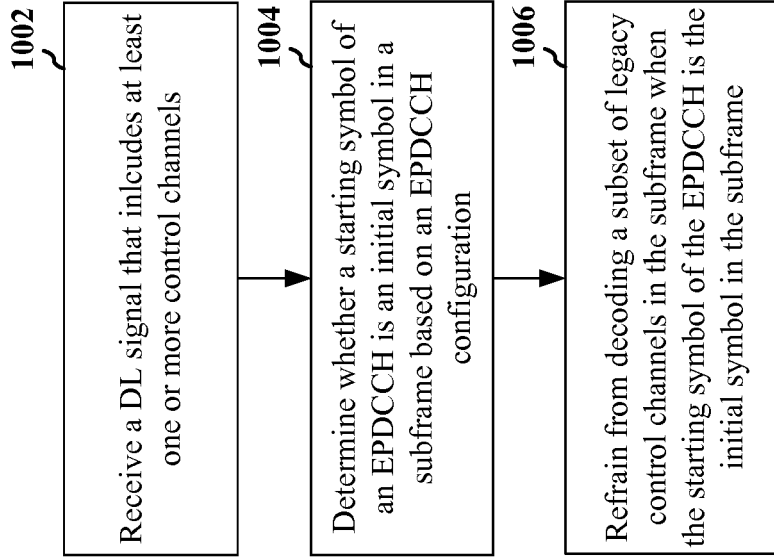 1002
Receive a DL signal that inlcudes at least
one or more control channels
1004
Determine whether a starting symbol of
an EPDCCH is an initial symbol in a
subframe based on an EPDCCH
configuration
1006
Refrain from decoding a subset of legacy
control channels in the subframe when
the starting symbol of the EPDCCH is the
initial symbol in the subframe